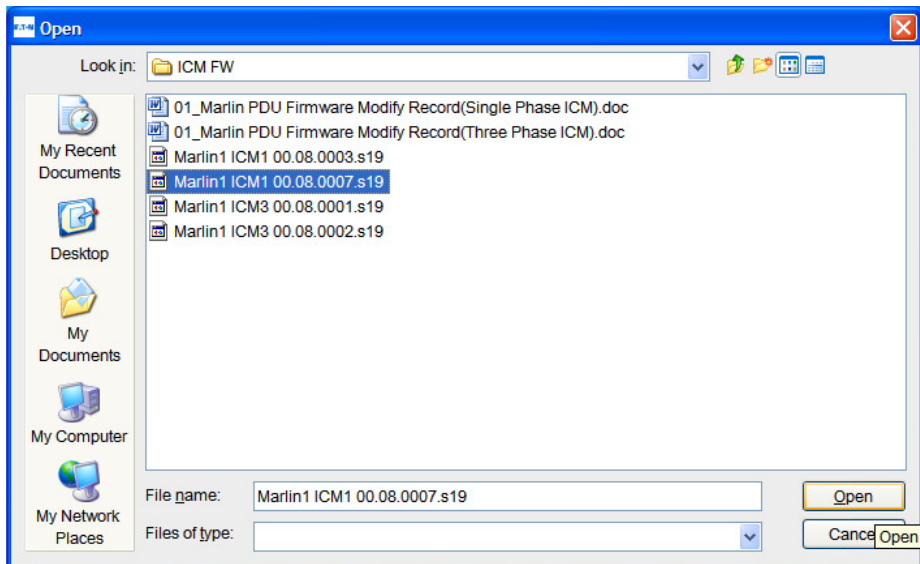 EATON Open
Look in: ICM FW
01_Marlin PDU Firmware Modify Record(Single Phase ICM).doc
01_Marlin PDU Firmware Modify Record(Three Phase ICM).doc
Marlin1 ICM1 00.08.0003.s19
Marlin1 ICM1 00.08.0007.s19
Marlin1 ICM3 00.08.0001.s19
Marlin1 ICM3 00.08.0002.s19
My Recent
Documents
Desktop
My
Documents
My Computer
My Network
Places
File name: Marlin1 ICM1 00.08.0007.s19 Open
Files of type: Cance
Open